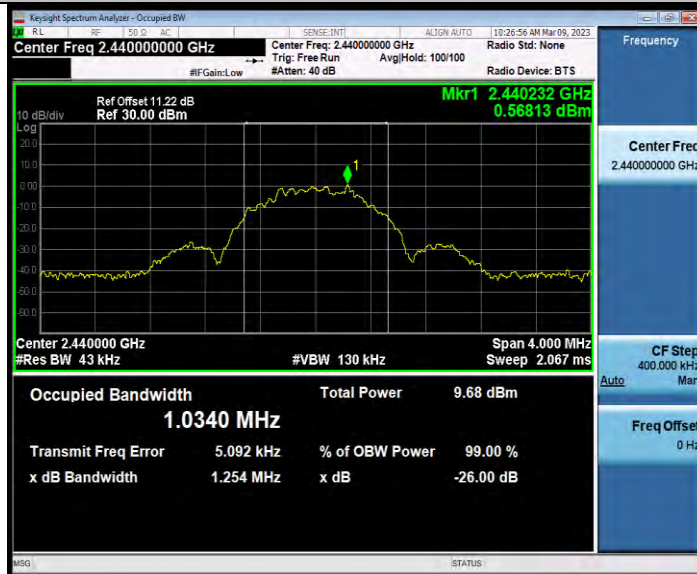 Keysight Spectrum Analyzer - Occupied BW
RL RF 50 Ω AC SENSE:INT ALIGN AUTO 10:26:56 AM Mar 09, 2023
Center Freq 2.440000000 GHz
Center Freq: 2.440000000 GHz
Radio Std: None
Trig: Free Run Avg|Hold: 100/100
#IFGain:Low #Atten: 40 dB Radio Device: BTS
Frequency
Ref Offset 11.22 dB
Mkr1 2.440232 GHz
10 dB/div Ref 30.00 dBm 0.56813 dBm
Log
20.0
10.0
1
0.00
-10.0
-20.0
-30.0
-40.0
-50.0
-60.0
Center Freq
2.440000000 GHz
Center 2.440000 GHz Span 4.000 MHz
#Res BW 43 kHz #VBW 130 kHz Sweep 2.067 ms
CF Step
400.000 kHz
Auto Man
Occupied Bandwidth Total Power 9.68 dBm
1.0340 MHz
Transmit Freq Error 5.092 kHz % of OBW Power 99.00 %
x dB Bandwidth 1.254 MHz x dB -26.00 dB
Freq Offset
0 Hz
MSG STATUS